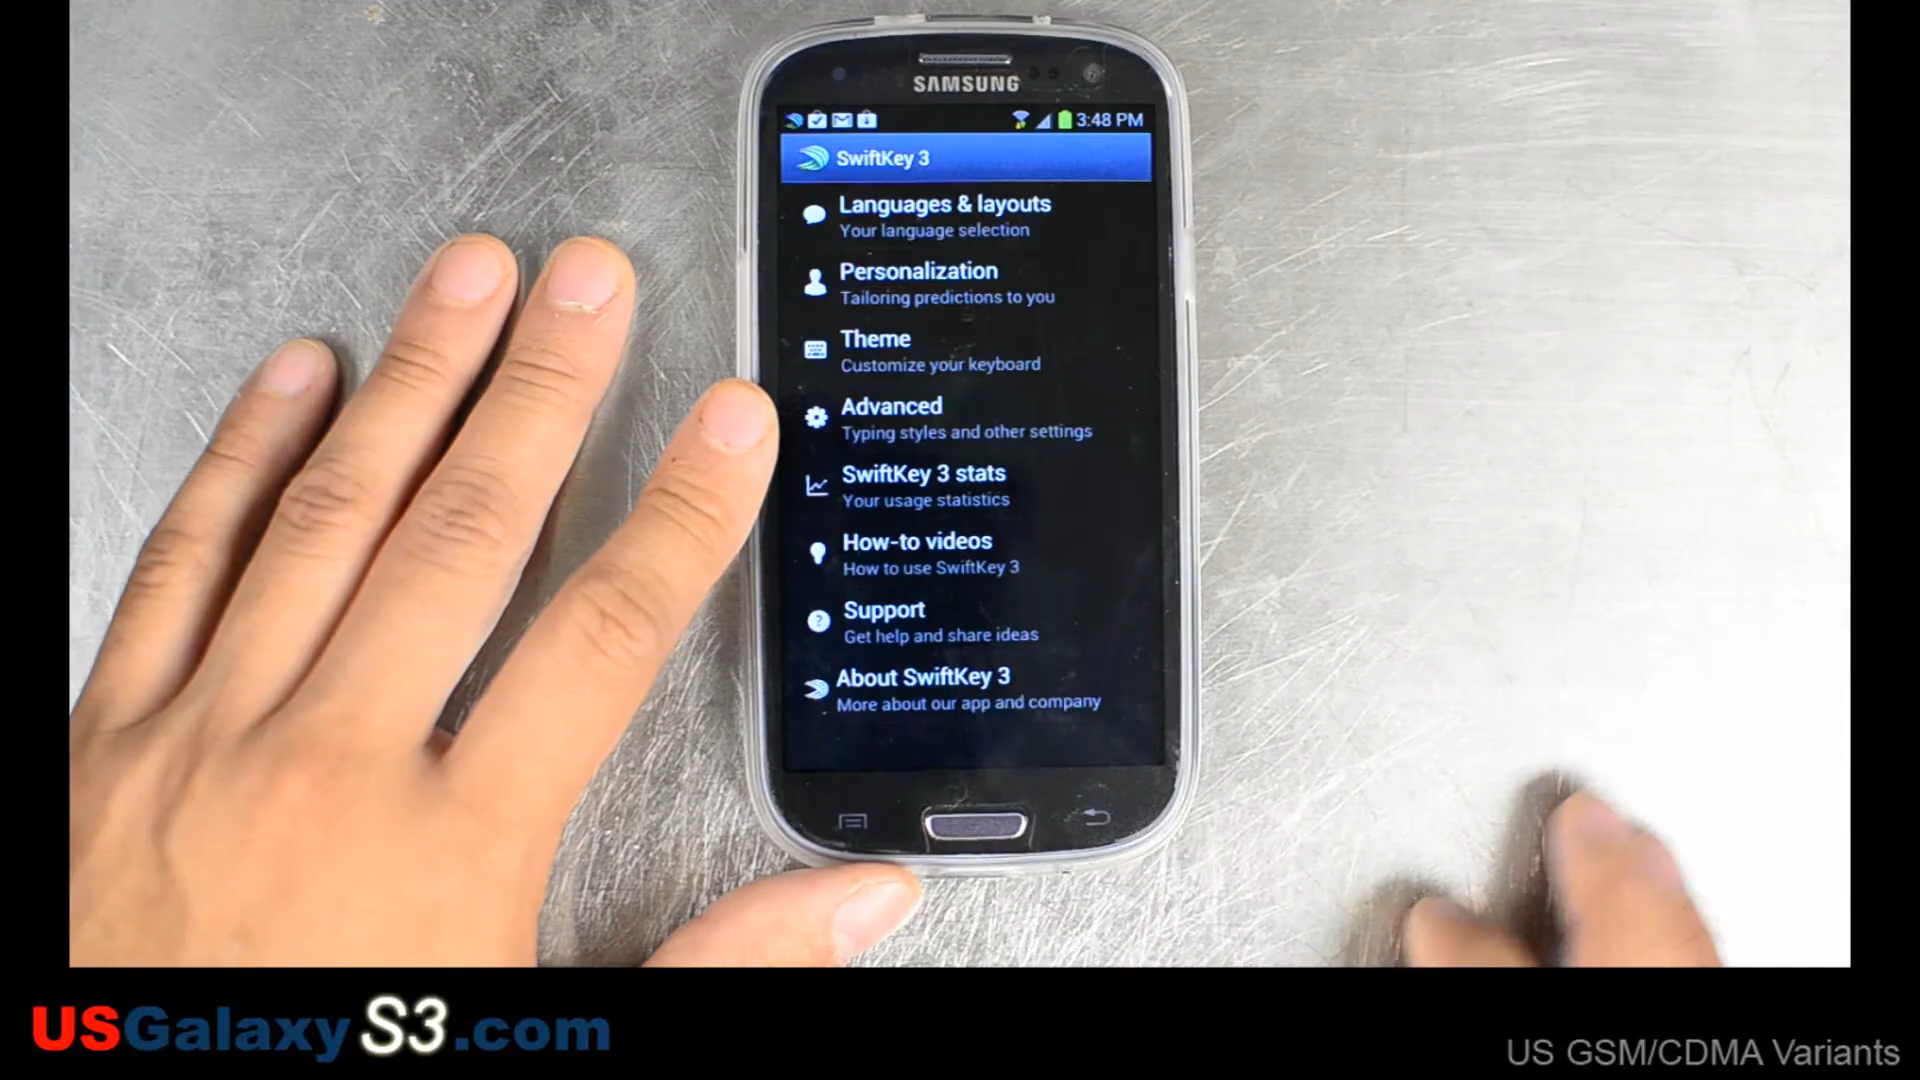 SAMSUNG
3:48 PM
SwiftKey 3
Languages & layouts
Your language selection
Personalization
Tailoring predictions to you
Theme
Customize your keyboard
Advanced
Typing styles and other settings
SwiftKey 3 stats
Your usage statistics
How-to videos
How to use SwiftKey 3
Support
Get help and share ideas
About SwiftKey 3
More about our app and company
USGalaxyS3.com
US GSM/CDMA Variants